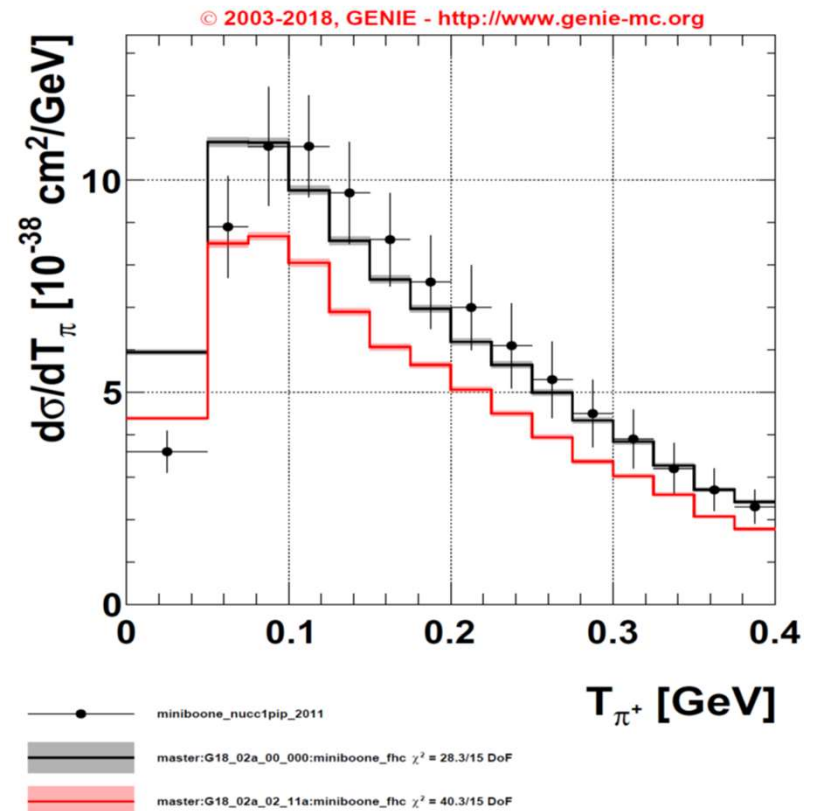 © 2003-2018, GENIE - http://www.genie-mc.org
dσ/dTπ [10⁻³⁸ cm²/GeV]
10
5
0
0 0.1 0.2 0.3 0.4
Tπ⁺ [GeV]
miniboone_nucc1pip_2011
master:G18_02a_00_000:miniboone_fhc χ² = 28.3/15 DoF
master:G18_02a_02_11a:miniboone_fhc χ² = 40.3/15 DoF